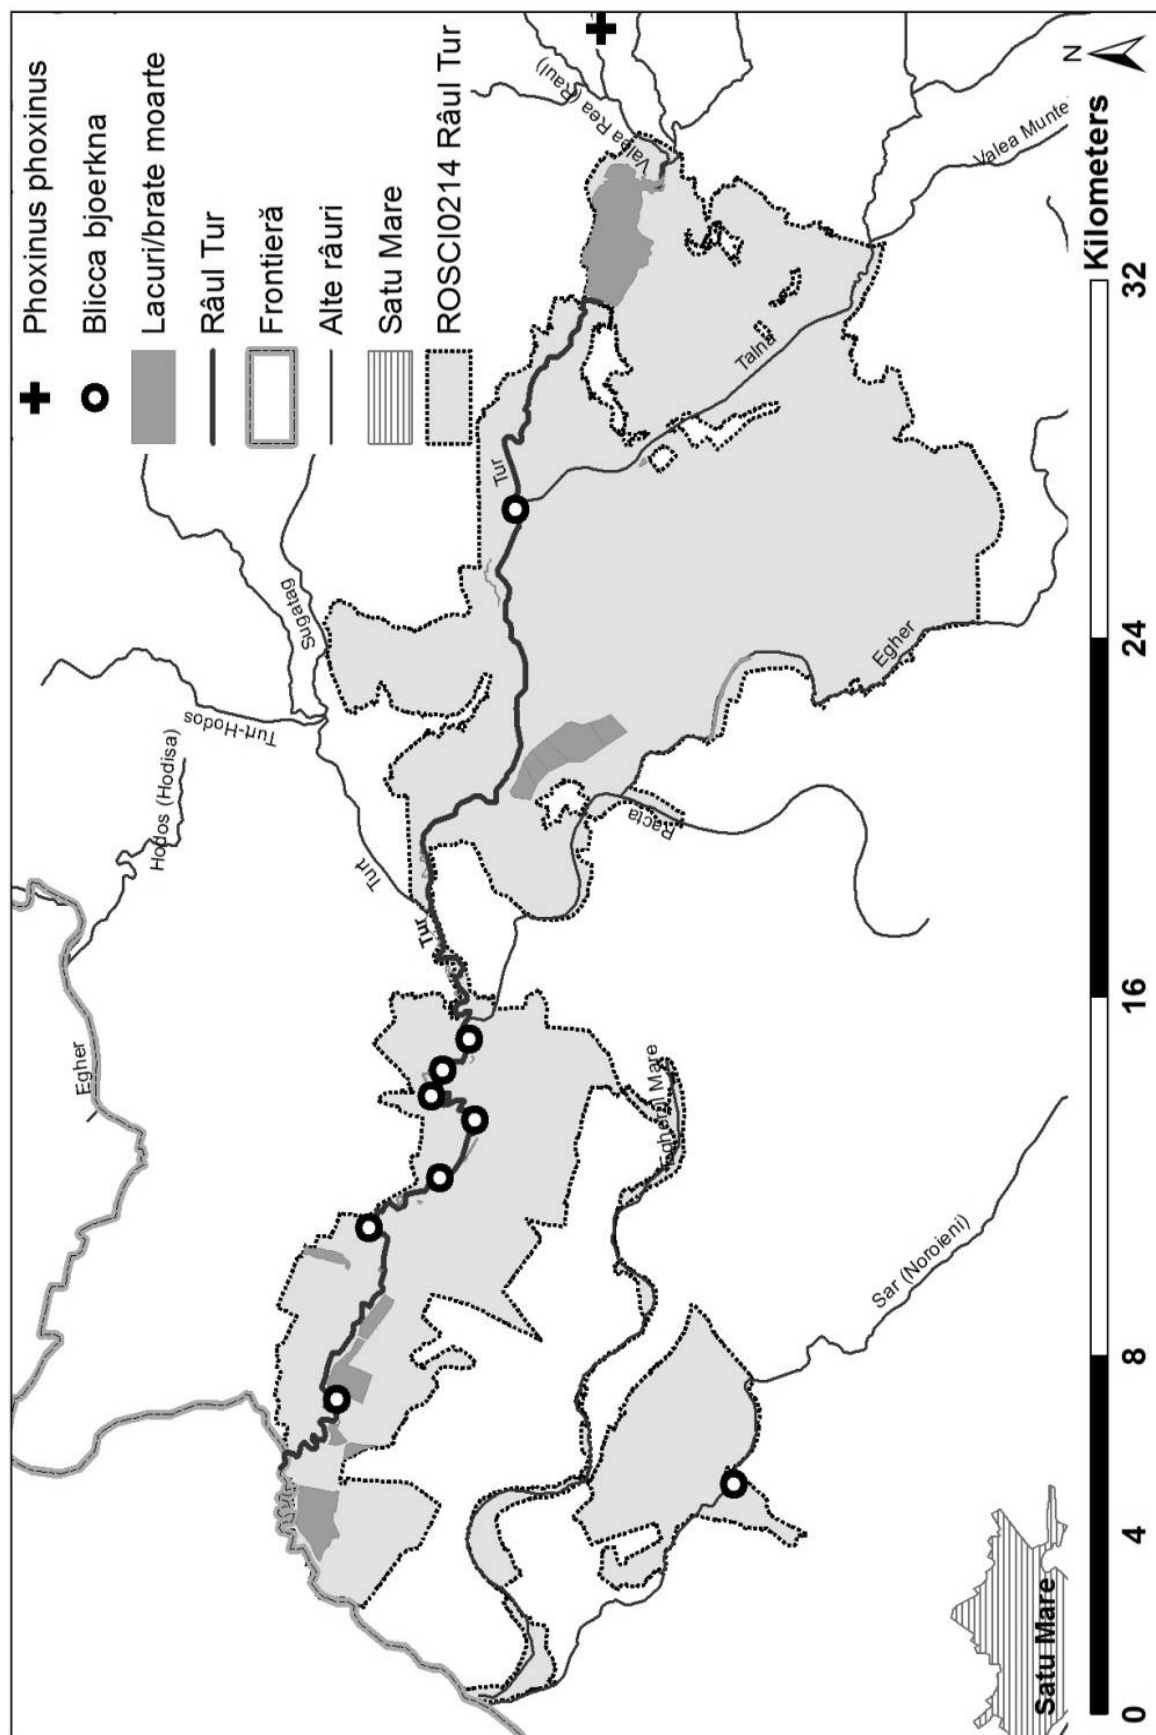 Phoxinus phoxinus
Blicca bjoerkna
Lacuri/brate moarte
Râul Tur
Frontieră
Alte râuri
Satu Mare
ROSCI0214 Râul Tur
Egher
Hodos (Hodisa)
Turt-Hodos
Sugatag
Turt
Tur
Tur
Valea Rea (Raul)
Talna
Valea Munte
Racta
Egher
Egherul Mare
Sar (Noroieni)
Satu Mare
N
0 4 8 16 24 32
Kilometers